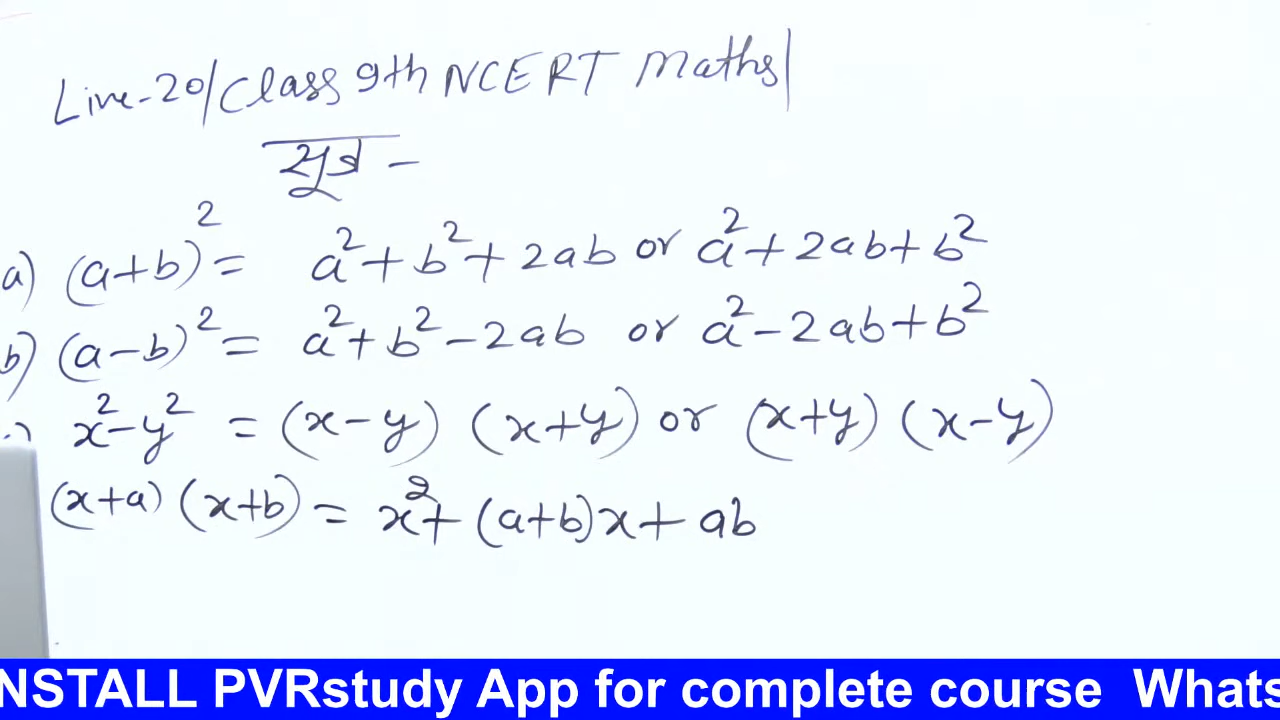 Live-20/Class 9th NCERT Maths|
सूत्र -
a) (a+b)² = a²+b²+2ab or a²+2ab+b²
b) (a-b)² = a²+b²-2ab or a²-2ab+b²
x²-y² = (x-y) (x+y) or (x+y) (x-y)
(x+a) (x+b) = x²+(a+b)x+ab
NSTALL PVRstudy App for complete course Whats